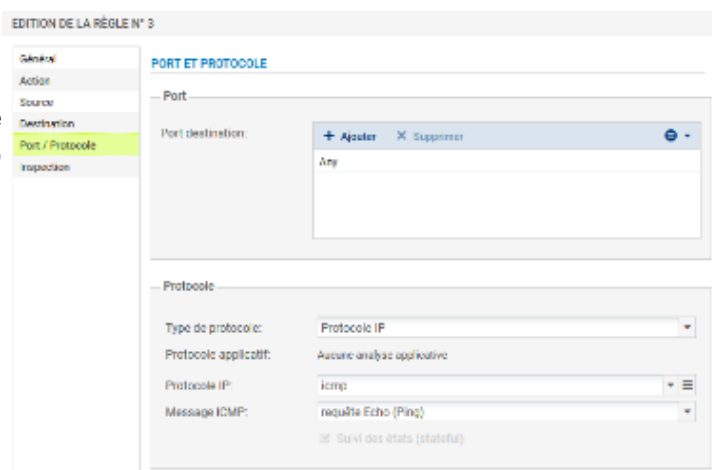 EDITION DE LA RÈGLE N° 3
Général
Action
Source
Destination
Port / Protocole
Inspection
PORT ET PROTOCOLE
Port
Port destination:
+ Ajouter × Supprimer
Any
Protocole
Type de protocole: Protocole IP
Protocole applicatif: Aucune analyse applicative
Protocole IP: icmp
Message ICMP: requête Echo (Ping)
Suivi des états (stateful)